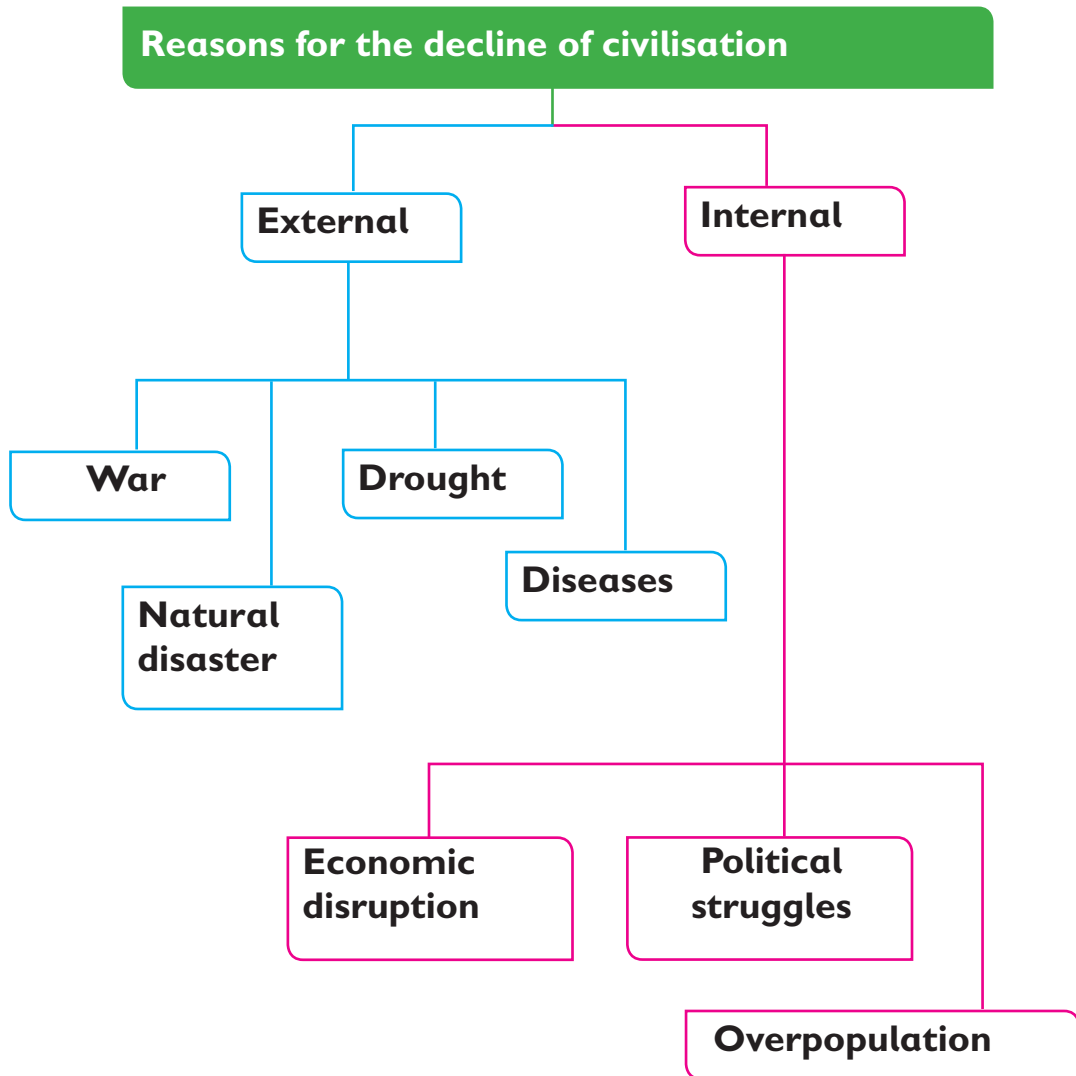 Reasons for the decline of civilisation
External
Internal
War
Drought
Diseases
Natural
disaster
Economic
disruption
Political
struggles
Overpopulation